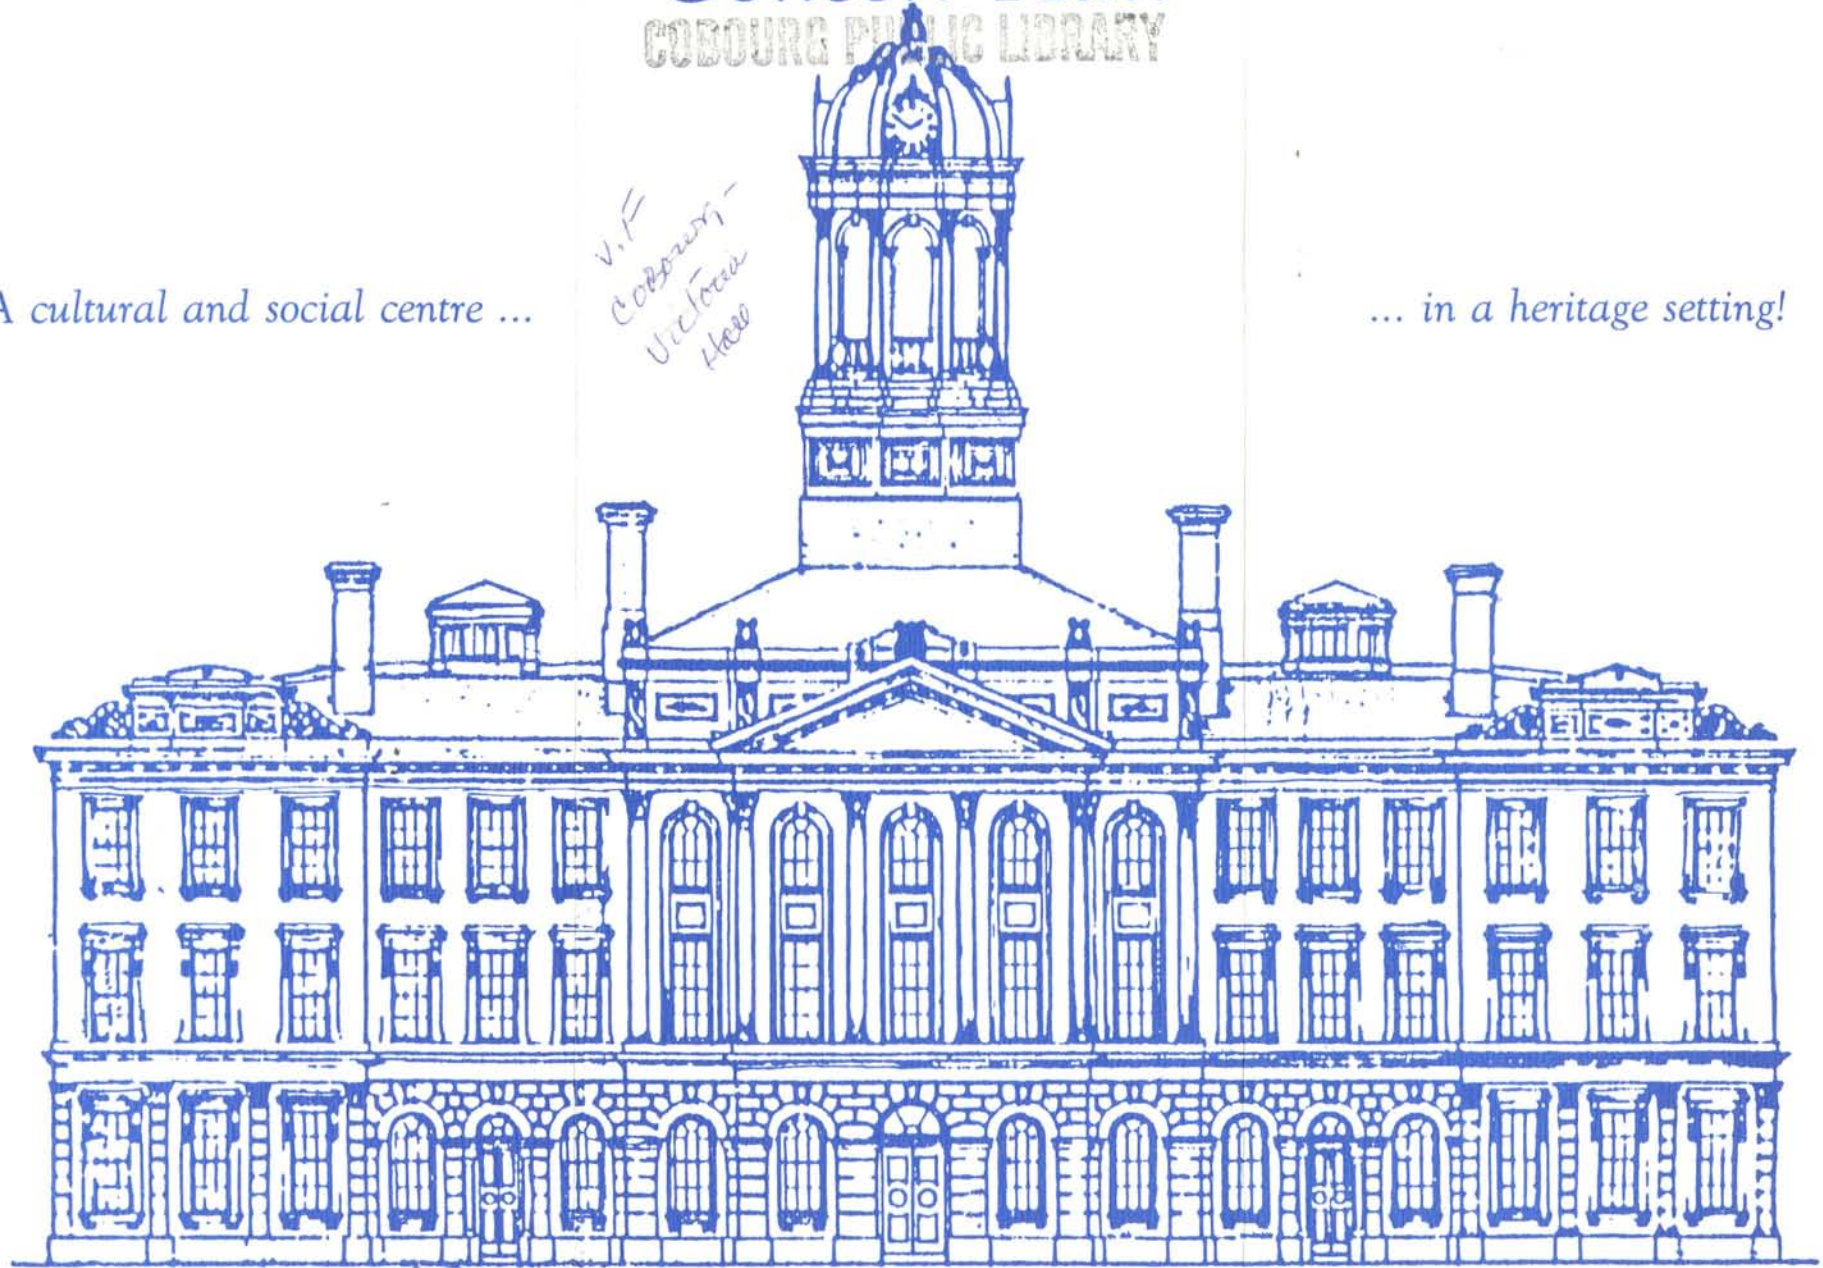 COBOURG PUBLIC LIBRARY
V.F
Cobourg -
Victoria
Hall
A cultural and social centre ...
... in a heritage setting!